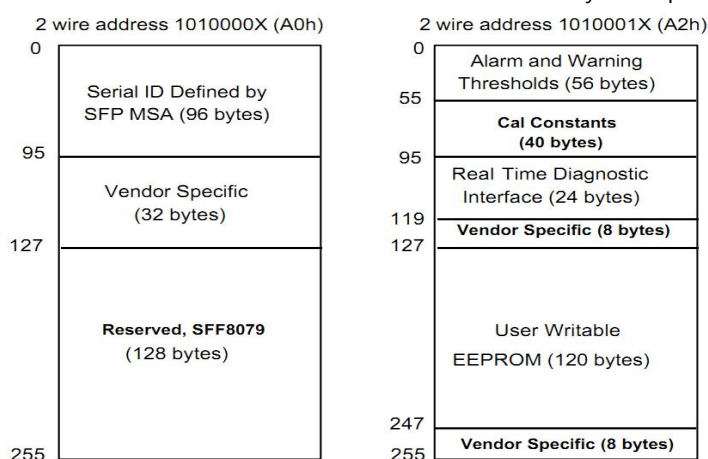 2 wire address 1010000X (A0h)
0
Serial ID Defined by
SFP MSA (96 bytes)
95
Vendor Specific
(32 bytes)
127
Reserved, SFF8079
(128 bytes)
255
2 wire address 1010001X (A2h)
0
Alarm and Warning
Thresholds (56 bytes)
55
Cal Constants
(40 bytes)
95
Real Time Diagnostic
Interface (24 bytes)
119
Vendor Specific (8 bytes)
127
User Writable
EEPROM (120 bytes)
247
Vendor Specific (8 bytes)
255